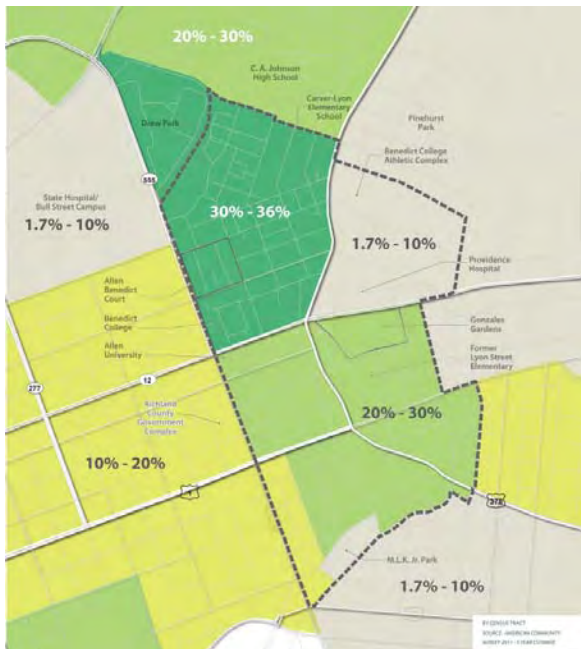 20% - 30%
C. A. Johnson
High School
Carver-Lyon
Elementary
School
Drew Park
Pinehurst
Park
Benedict College
Athletic Complex
555
State Hospital/
Bull Street Campus
1.7% - 10%
30% - 36%
1.7% - 10%
Providence
Hospital
Allen
Benedict
Court
Benedict
College
Allen
University
Gonzales
Gardens
Former
Lyon Street
Elementary
277
12
Richland
County
Government
Complex
20% - 30%
10% - 20%
1
378
M.L.K. Jr. Park
1.7% - 10%
BY CENSUS TRACT
SOURCE - AMERICAN COMMUNITY
SURVEY 2011 - 5 YEAR ESTIMATE